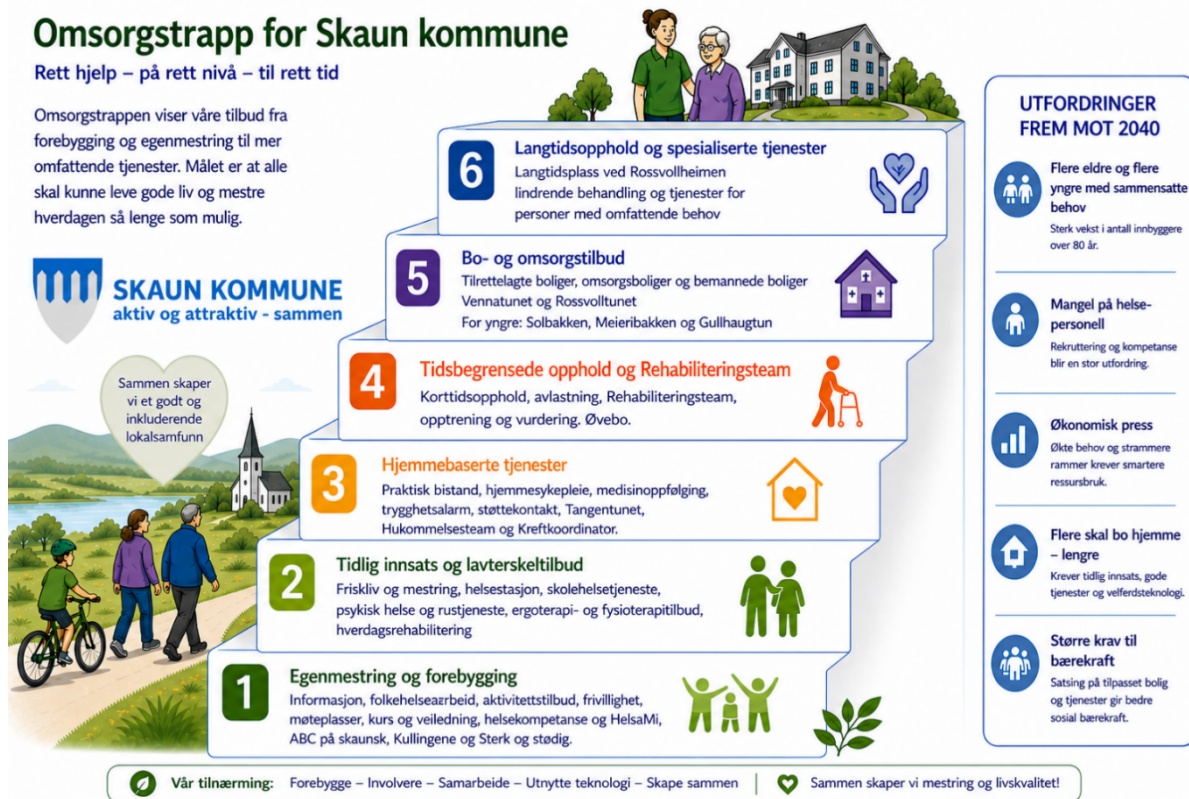 Omsorgstrapp for Skaun kommune
Rett hjelp – på rett nivå – til rett tid
Omsorgstrappen viser våre tilbud fra
forebygging og egenmestring til mer
omfattende tjenester. Målet er at alle
skal kunne leve gode liv og mestre
hverdagen så lenge som mulig.
SKAUN KOMMUNE
aktiv og attraktiv - sammen
Sammen skaper
vi et godt og
inkluderende
lokalsamfunn
6
Langtidsopphold og spesialiserte tjenester
Langtidsplass ved Rossvollheimen
lindrende behandling og tjenester for
personer med omfattende behov
5
Bo- og omsorgstilbud
Tilrettelagte boliger, omsorgsboliger og bemannede boliger
Vennatunet og Rossvolltunet
For yngre: Solbakken, Meieribakken og Gullhaugtun
4
Tidsbegrensede opphold og Rehabiliteringsteam
Korttidsopphold, avlastning, Rehabiliteringsteam,
opptrening og vurdering. Øvebo.
3
Hjemmebaserte tjenester
Praktisk bistand, hjemmesykepleie, medisinoppfølging,
trygghetsalarm, støttekontakt, Tangentunet,
Hukommelsesteam og Kreftkoordinator.
2
Tidlig innsats og lavterskeltilbud
Friskliv og mestring, helsestasjon, skolehelsetjeneste,
psykisk helse og rustjeneste, ergoterapi- og fysioterapitilbud,
hverdagsrehabilitering
1
Egenmestring og forebygging
Informasjon, folkehelsearbeid, aktivitetstilbud, frivillighet,
møteplasser, kurs og veiledning, helsekompetanse og HelsaMi,
ABC på skaunsk, Kullingene og Sterk og stødig.
UTFORDRINGER
FREM MOT 2040
Flere eldre og flere
yngre med sammensatte
behov
Sterk vekst i antall innbyggere
over 80 år.
Mangel på helse-
personell
Rekruttering og kompetanse
blir en stor utfordring.
Økonomisk press
Økte behov og strammere
rammer krever smartere
ressursbruk.
Flere skal bo hjemme
– lengre
Krever tidlig innsats, gode
tjenester og velferdsteknologi.
Større krav til
bærekraft
Satsing på tilpasset bolig
og tjenester gir bedre
sosial bærekraft.
Vår tilnærming: Forebygge – Involvere – Samarbeide – Utnytte teknologi – Skape sammen
Sammen skaper vi mestring og livskvalitet!